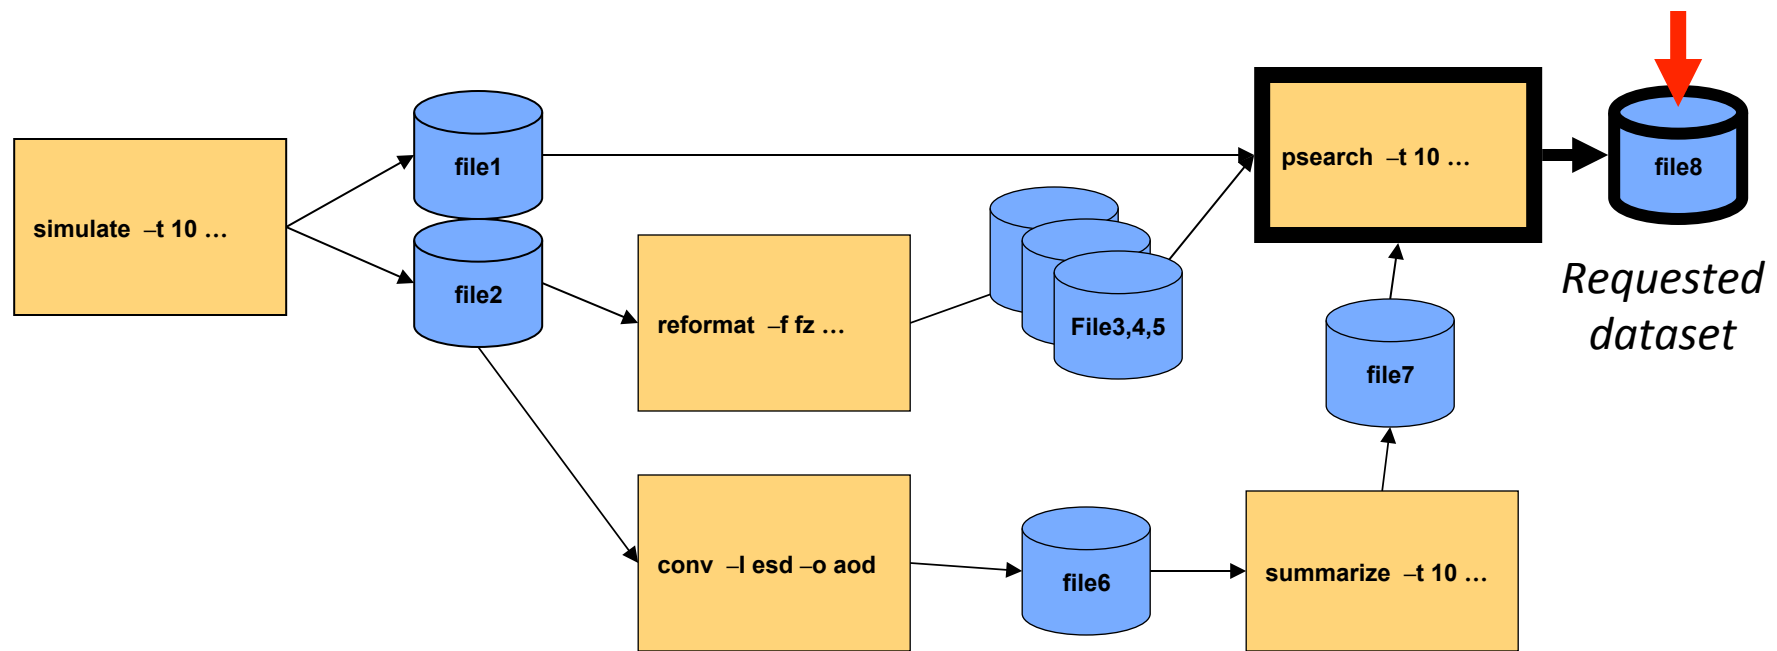 simulate –t 10 …
file1
file2
reformat –f fz …
File3,4,5
conv –l esd –o aod
file6
summarize –t 10 …
file7
psearch –t 10 …
file8
Requested
dataset